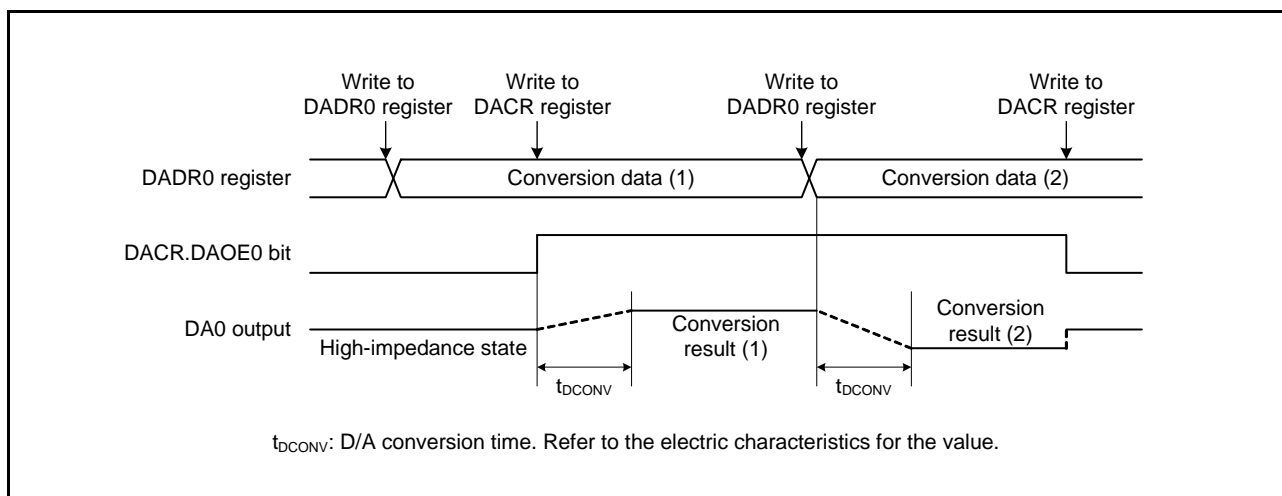 Write to
DADR0 register
Write to
DACR register
Write to
DADR0 register
Write to
DACR register
DADR0 register
Conversion data (1)
Conversion data (2)
DACR.DAOE0 bit
DA0 output
High-impedance state
Conversion
result (1)
Conversion
result (2)
tDCONV
tDCONV
tDCONV: D/A conversion time. Refer to the electric characteristics for the value.